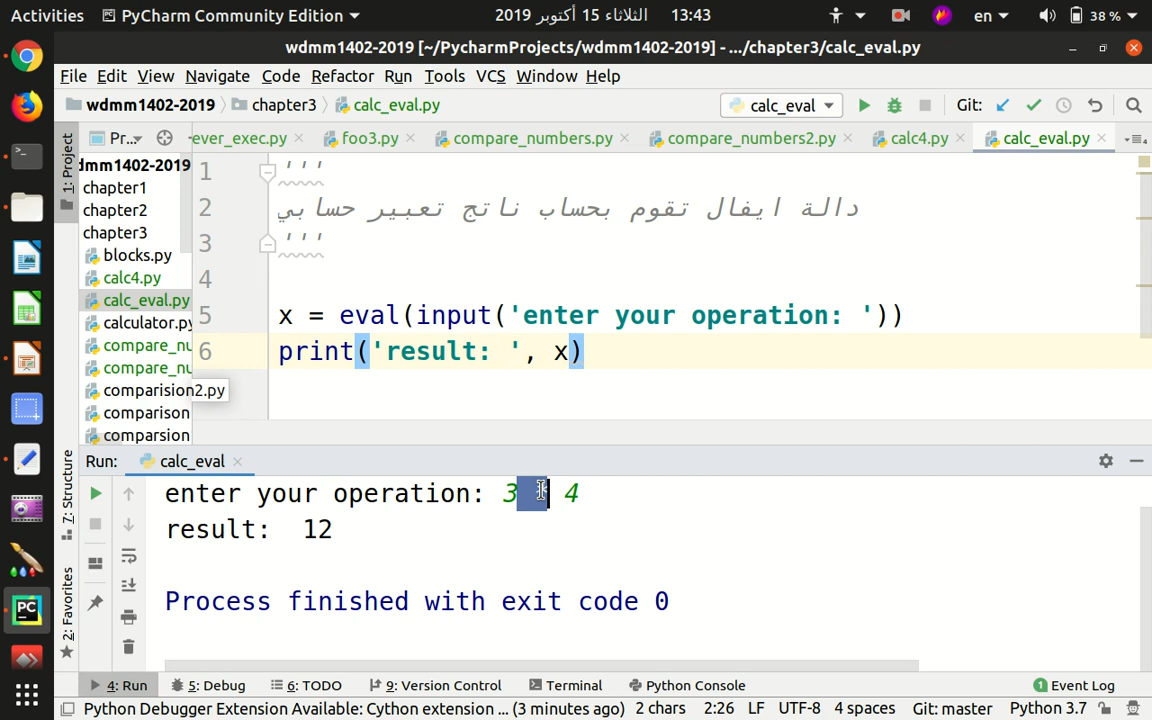 Activities PyCharm Community Edition الثلاثاء 15 أكتوبر 2019 13:43 en 38 %
wdmm1402-2019 [~/PycharmProjects/wdmm1402-2019] - .../chapter3/calc_eval.py
File Edit View Navigate Code Refactor Run Tools VCS Window Help
wdmm1402-2019 chapter3 calc_eval.py calc_eval Git:
1: Project
Pr... ever_exec.py foo3.py compare_numbers.py compare_numbers2.py calc4.py calc_eval.py
dmm1402-2019
chapter1
chapter2
chapter3
blocks.py
calc4.py
calc_eval.py
calculator.py
compare_nu
compare_nu
comparision2.py
comparison
comparsion
1 '''
2 دالة ايفال تقوم بحساب ناتج تعبير حسابي
3 '''
4
5 x = eval(input('enter your operation: '))
6 print('result: ', x)
7: Structure
2: Favorites
Run: calc_eval
enter your operation: 3 * 4
result:  12
Process finished with exit code 0
4: Run 5: Debug 6: TODO 9: Version Control Terminal Python Console 1 Event Log
Python Debugger Extension Available: Cython extension ... (3 minutes ago) 2 chars 2:26 LF UTF-8 4 spaces Git: master Python 3.7